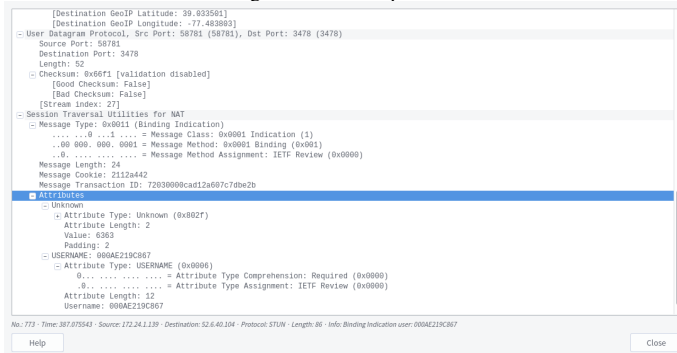 [Destination GeoIP Latitude: 39.033501]
[Destination GeoIP Longitude: -77.483803]
User Datagram Protocol, Src Port: 58781 (58781), Dst Port: 3478 (3478)
Source Port: 58781
Destination Port: 3478
Length: 52
Checksum: 0x66f1 [validation disabled]
[Good Checksum: False]
[Bad Checksum: False]
[Stream index: 27]
Session Traversal Utilities for NAT
Message Type: 0x0011 (Binding Indication)
.... ...0 ...1 .... = Message Class: 0x0001 Indication (1)
..00 000. 000. 0001 = Message Method: 0x0001 Binding (0x001)
..0. .... .... .... = Message Method Assignment: IETF Review (0x0000)
Message Length: 24
Message Cookie: 2112a442
Message Transaction ID: 72030000cad12a607c7dbe2b
Attributes
Unknown
Attribute Type: Unknown (0x802f)
Attribute Length: 2
Value: 6363
Padding: 2
USERNAME: 000AE219C867
Attribute Type: USERNAME (0x0006)
0... .... .... .... = Attribute Type Comprehension: Required (0x0000)
.0.. .... .... .... = Attribute Type Assignment: IETF Review (0x0000)
Attribute Length: 12
Username: 000AE219C867
No.: 773 · Time: 387.075543 · Source: 172.24.1.139 · Destination: 52.6.40.104 · Protocol: STUN · Length: 86 · Info: Binding Indication user: 000AE219C867
Help Close